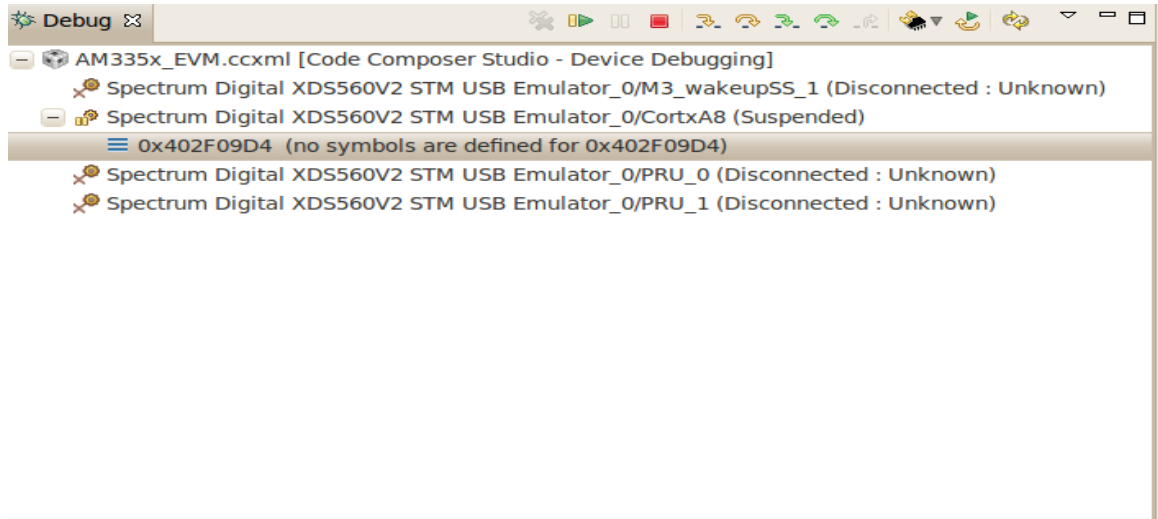 Debug
AM335x_EVM.ccxml [Code Composer Studio - Device Debugging]
Spectrum Digital XDS560V2 STM USB Emulator_0/M3_wakeupSS_1 (Disconnected : Unknown)
Spectrum Digital XDS560V2 STM USB Emulator_0/CortxA8 (Suspended)
0x402F09D4 (no symbols are defined for 0x402F09D4)
Spectrum Digital XDS560V2 STM USB Emulator_0/PRU_0 (Disconnected : Unknown)
Spectrum Digital XDS560V2 STM USB Emulator_0/PRU_1 (Disconnected : Unknown)